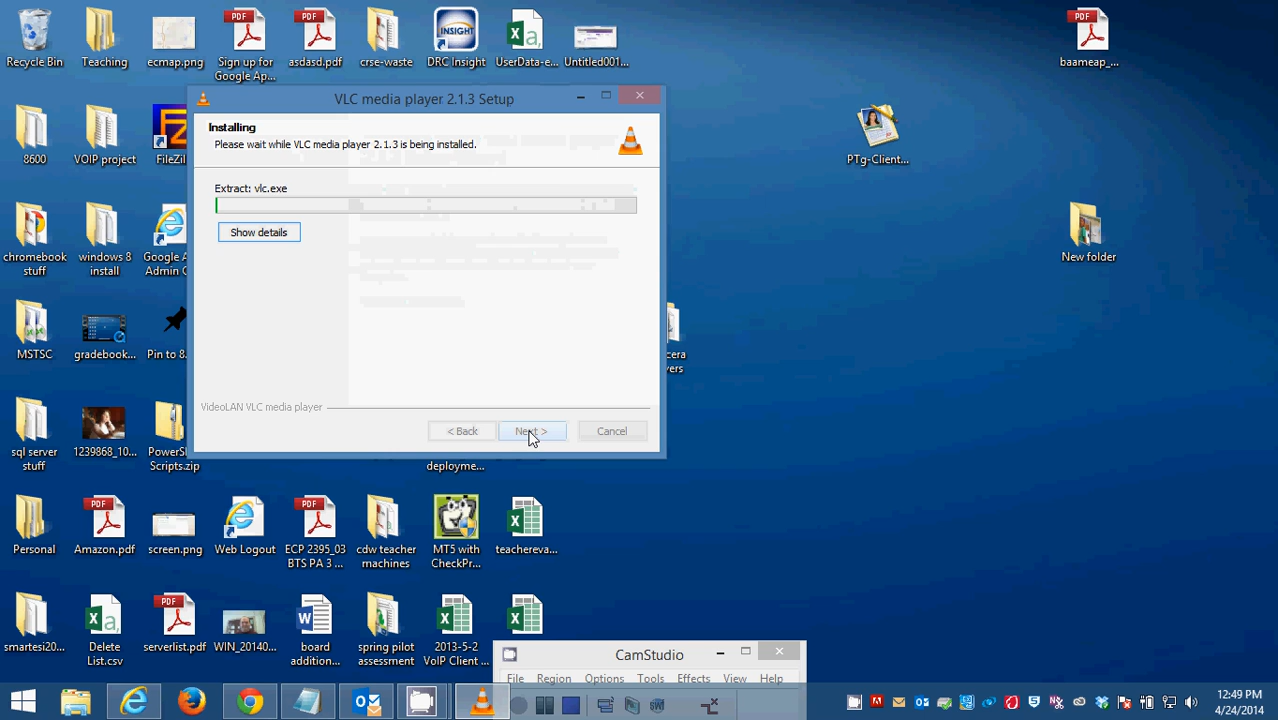 Recycle Bin
Teaching
ecmap.png
Sign up for
Google Ap...
asdasd.pdf
crse-waste
DRC Insight
UserData-e...
Untitled001...
baameap_...
PDF
PDF
INSIGHT
PDF
VLC media player 2.1.3 Setup
Installing
Please wait while VLC media player 2.1.3 is being installed.
Extract: vlc.exe
Show details
VideoLAN VLC media player
< Back
Next >
Cancel
8600
VOIP project
FileZil
PTg-Client...
chromebook
stuff
windows 8
install
Google A
Admin C
New folder
MSTSC
gradebook...
Pin to 8.
cera
vers
sql server
stuff
1239868_10...
PowerSh
Scripts.zip
deployme...
PDF
PDF
Personal
Amazon.pdf
screen.png
Web Logout
ECP 2395_03
BTS PA 3 ...
cdw teacher
machines
MT5 with
CheckPr...
teachereva...
PDF
smartesi20...
Delete
List.csv
serverlist.pdf
WIN_20140...
board
addition...
spring pilot
assessment
2013-5-2
VoIP Client ...
CamStudio
File Region Options Tools Effects View Help
12:49 PM
4/24/2014